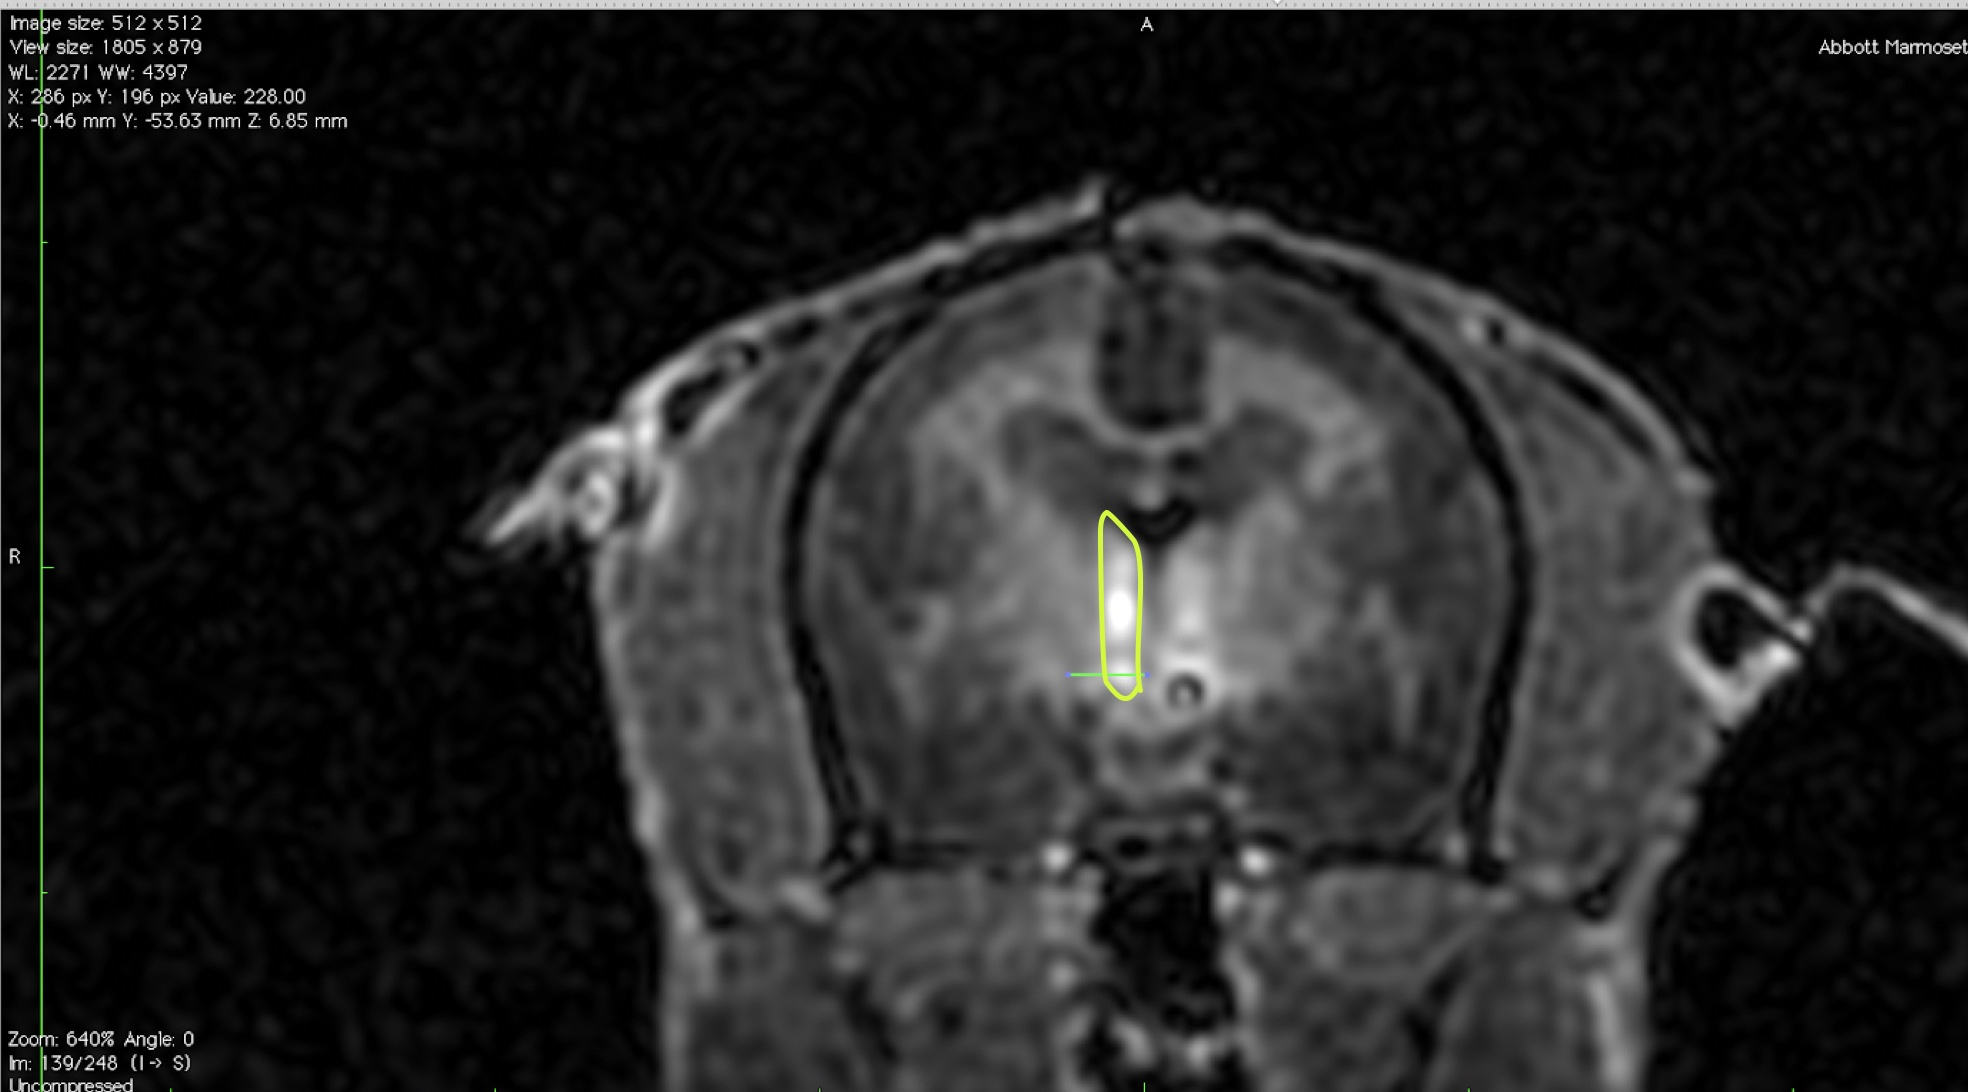 Image size: 512 x 512
View size: 1805 x 879
WL: 2271 WW: 4397
X: 286 px Y: 196 px Value: 228.00
X: -0.46 mm Y: -53.63 mm Z: 6.85 mm
A
Abbott Marmoset
R
Zoom: 640% Angle: 0
Im: 139/248 (I -> S)
Uncompressed